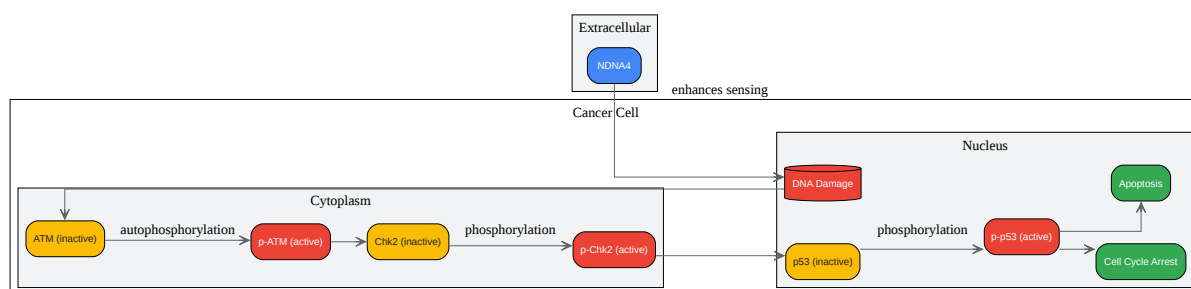 Extracellular
NDNA4
enhances sensing
Cancer Cell
Nucleus
DNA Damage
Apoptosis
Cytoplasm
ATM (inactive)
autophosphorylation
p-ATM (active)
Chk2 (inactive)
phosphorylation
p-Chk2 (active)
p53 (inactive)
phosphorylation
p-p53 (active)
Cell Cycle Arrest